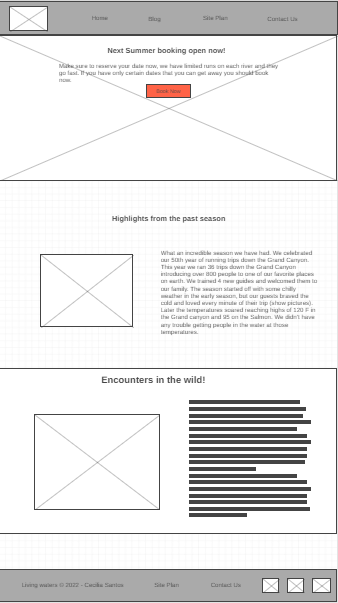 Home Blog Site Plan Contact Us
Next Summer booking open now!
Make sure to reserve your date now, we have limited runs on each river and they
go fast. If you have only certain dates that you can get away you should book
now.
Book Now
Highlights from the past season
What an incredible season we have had. We celebrated
our 50th year of running trips down the Grand Canyon.
This year we ran 36 trips down the Grand Canyon
introducing over 800 people to one of our favorite places
on earth. We trained 4 new guides and welcomed them to
our family. The season started off with some chilly
weather in the early season, but our guests braved the
cold and loved every minute of their trip (show pictures).
Later the temperatures soared reaching highs of 120 F in
the Grand canyon and 95 on the Salmon. We didn't have
any trouble getting people in the water at those
temperatures.
Encounters in the wild!
Living waters © 2022 - Cecilie Santos Site Plan Contact Us